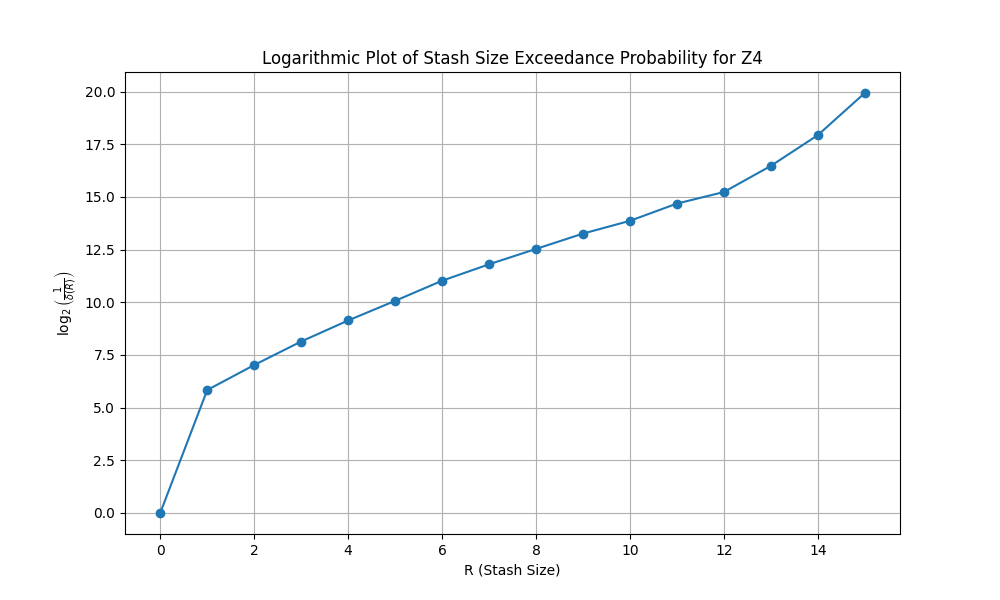 Logarithmic Plot of Stash Size Exceedance Probability for Z4
20.0
17.5
15.0
12.5
10.0
7.5
5.0
2.5
0.0
log₂(1/δ(R))
0 2 4 6 8 10 12 14
R (Stash Size)